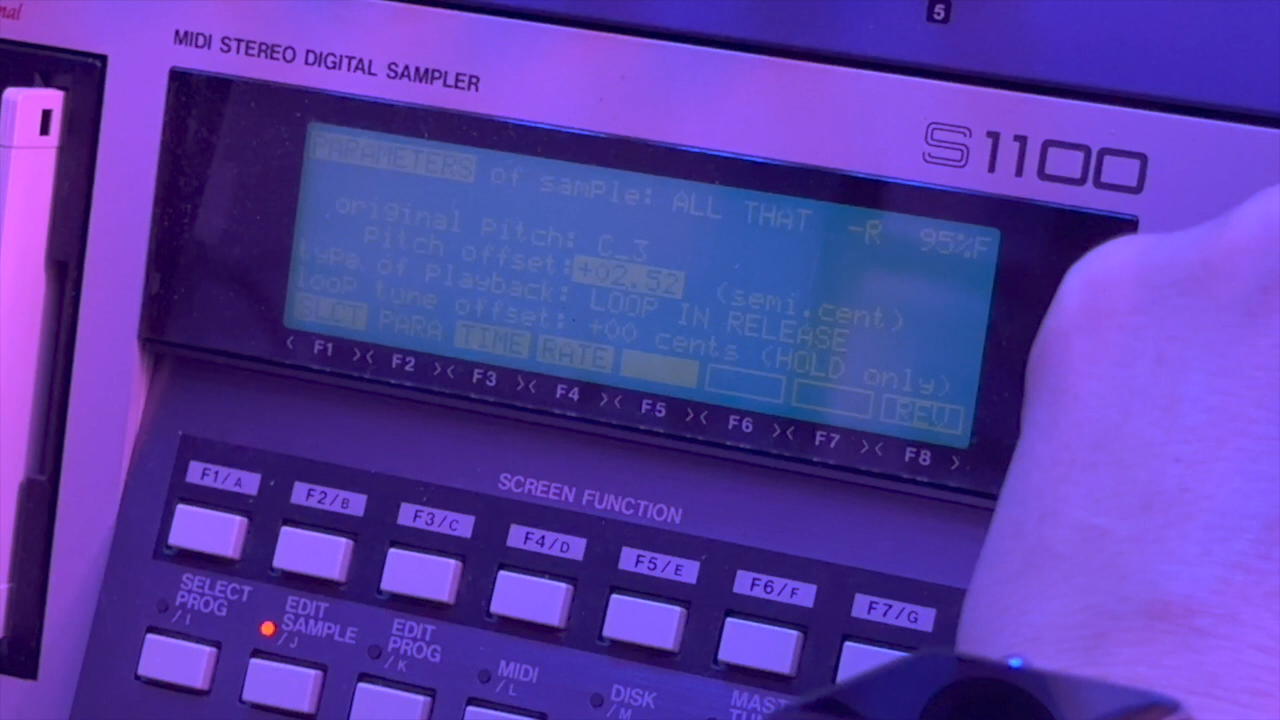 nal
5
MIDI STEREO DIGITAL SAMPLER
S1100
PARAMETERS of sample: ALL THAT -R 95%F
original pitch: C_3
pitch offset:+02.52 (semi.cent)
type of playback: LOOP IN RELEASE
loop tune offset: +00 cents (HOLD only)
SLCT PARA TIME RATE REV
< F1 >< F2 >< F3 >< F4 >< F5 >< F6 >< F7 >< F8 >
SCREEN FUNCTION
F1/A F2/B F3/C F4/D F5/E F6/F F7/G
SELECT PROG /I
EDIT SAMPLE /J
EDIT PROG /K
MIDI /L
DISK /M